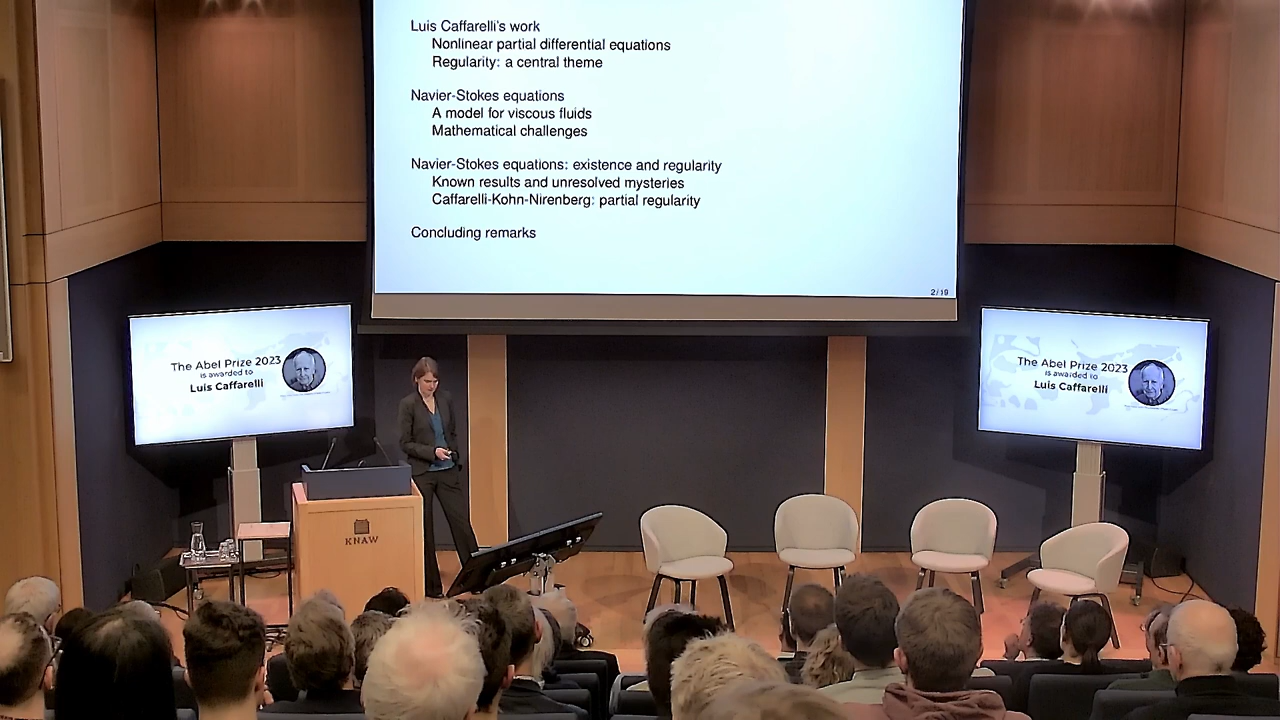 Luis Caffarelli's work
Nonlinear partial differential equations
Regularity: a central theme
Navier-Stokes equations
A model for viscous fluids
Mathematical challenges
Navier-Stokes equations: existence and regularity
Known results and unresolved mysteries
Caffarelli-Kohn-Nirenberg: partial regularity
Concluding remarks
2/19
The Abel Prize 2023
is awarded to
Luis Caffarelli
The Abel Prize 2023
is awarded to
Luis Caffarelli
KNAW